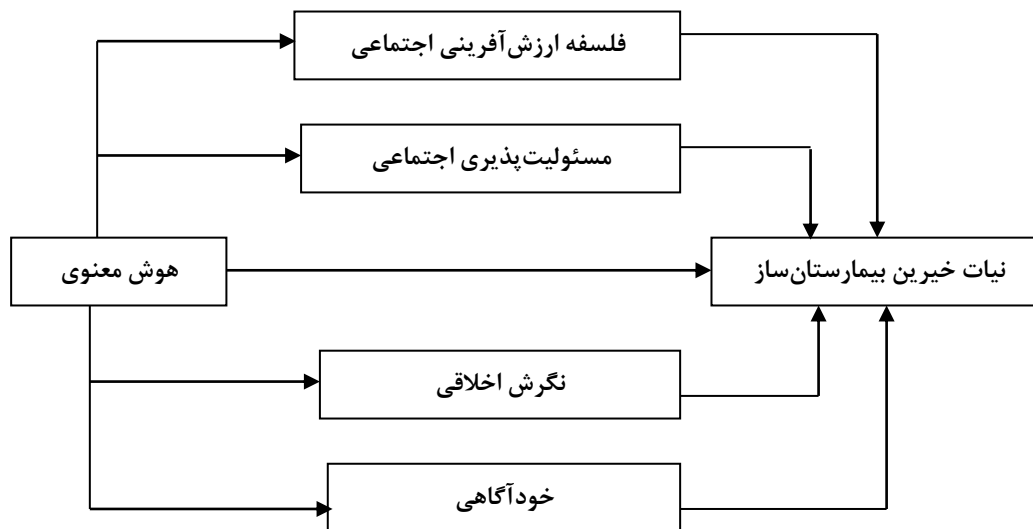 فلسفه ارزش‌آفرینی اجتماعی
مسئولیت‌پذیری اجتماعی
هوش معنوی
نیات خیرین بیمارستان‌ساز
نگرش اخلاقی
خودآگاهی